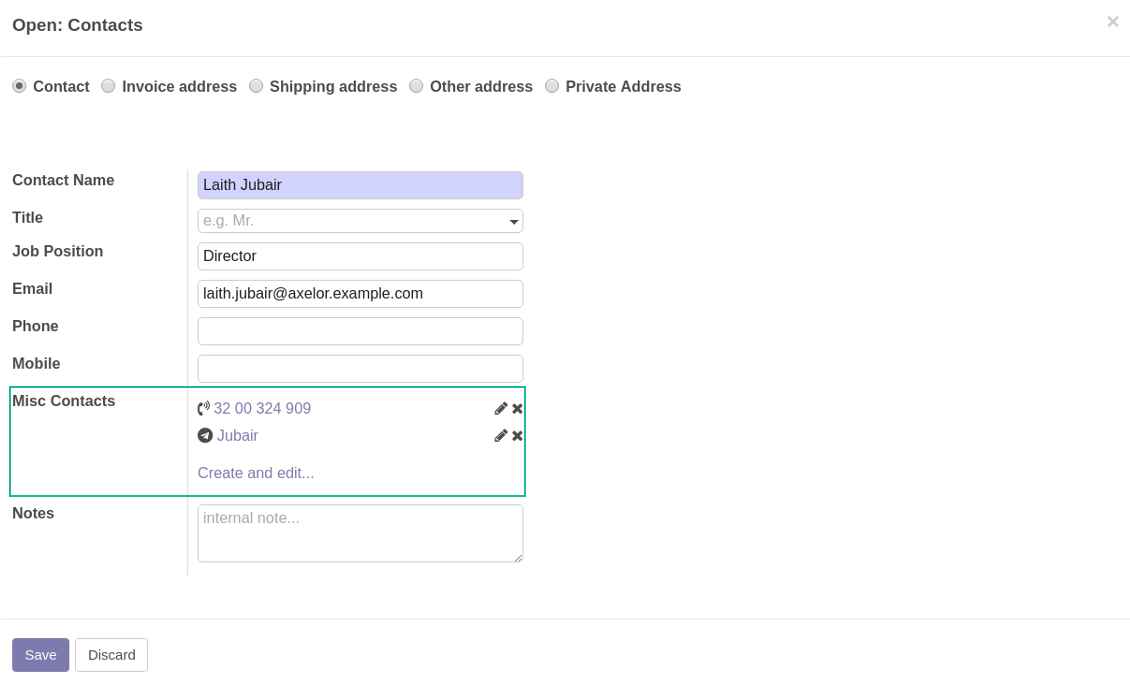 Open: Contacts
×
Contact Invoice address Shipping address Other address Private Address
Contact Name Laith Jubair
Title e.g. Mr.
Job Position Director
Email laith.jubair@axelor.example.com
Phone
Mobile
Misc Contacts 32 00 324 909
Jubair
Create and edit...
Notes internal note...
Save Discard